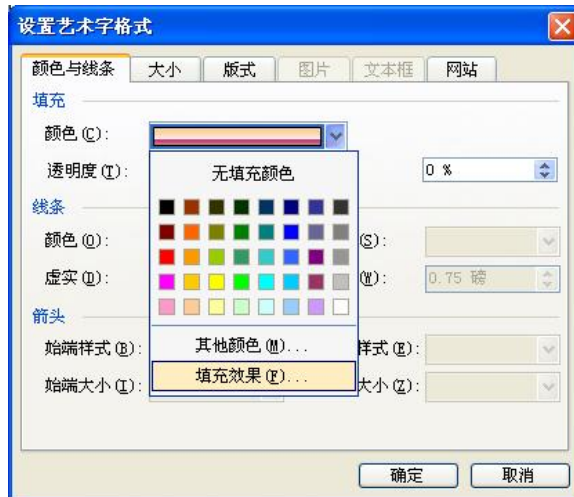 设置艺术字格式
颜色与线条 大小 版式 图片 文本框 网站
填充
颜色(C):
透明度(T): 无填充颜色 0 %
线条
颜色(O): (S):
虚实(D): (W): 0.75 磅
箭头
始端样式(B): 其他颜色(M)... 样式(E):
始端大小(I): 填充效果(F)... 大小(Z):
确定 取消